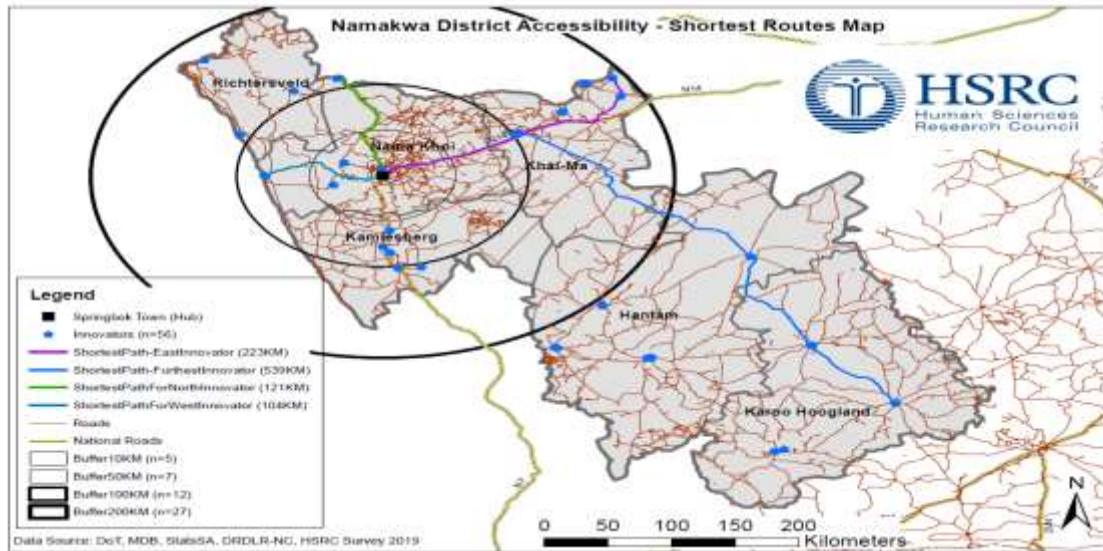 Namakwa District Accessibility - Shortest Routes Map
HSRC
Human Sciences
Research Council
Richtersveld
N14
Nama Khoi
Khâi-Ma
Kamiesberg
Hantam
Karoo Hoogland
N7
Legend
Springbok Town (Hub)
Innovators (n=56)
ShortestPath-EastInnovator (223KM)
ShortestPath-FurthestInnovator (539KM)
ShortestPathForNorthInnovator (121KM)
ShortestPathForWestInnovator (104KM)
Roads
National Roads
Buffer10KM (n=5)
Buffer50KM (n=7)
Buffer100KM (n=12)
Buffer200KM (n=27)
N
0 50 100 150 200
Kilometers
Data Source: DoT, MDB, StatsSA, DRDLR-NC, HSRC Survey 2019